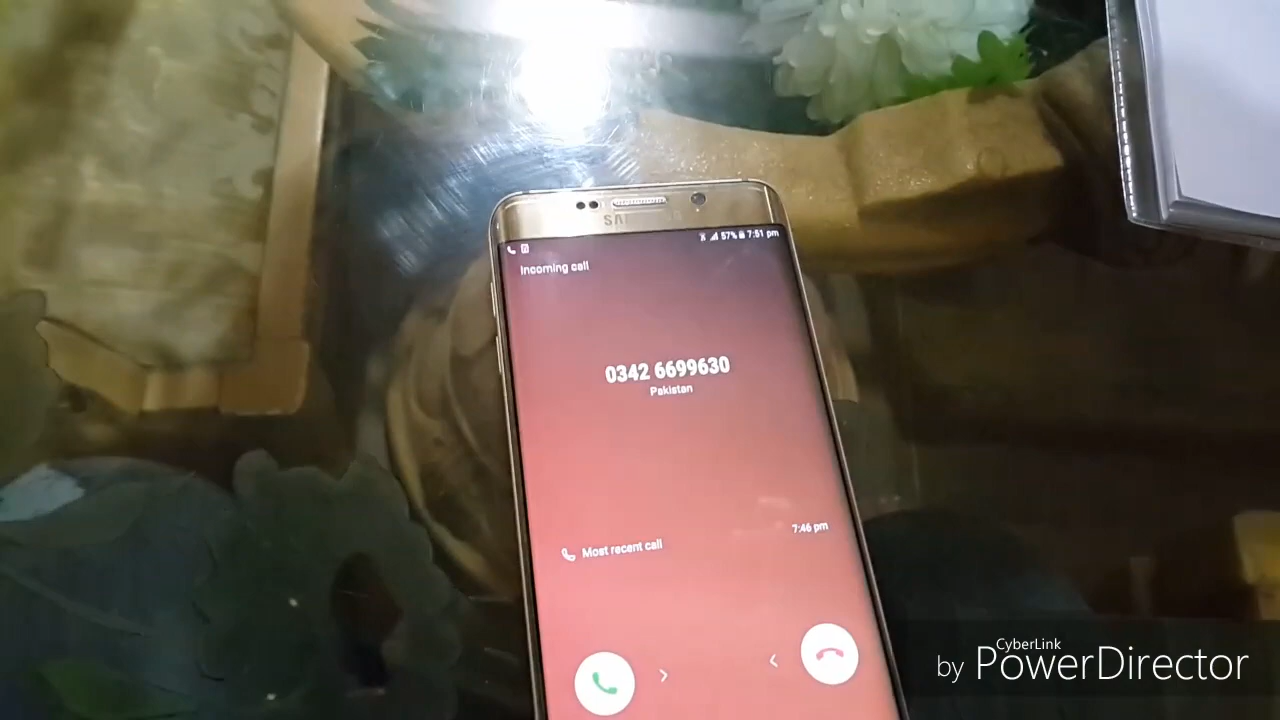 57% 7:51 pm
Incoming call
0342 6699630
Pakistan
7:46 pm
Most recent call
CyberLink
by PowerDirector